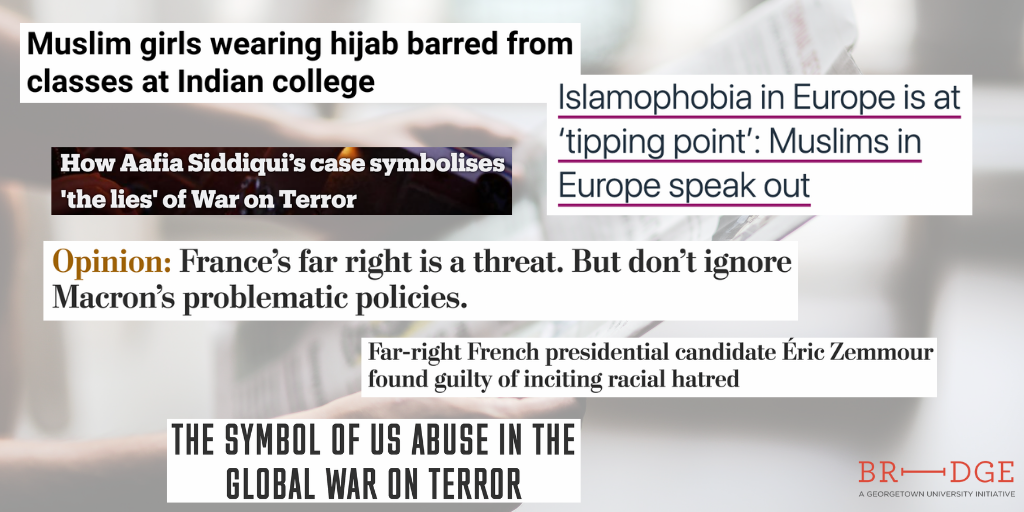 Muslim girls wearing hijab barred from
classes at Indian college
Islamophobia in Europe is at
‘tipping point’: Muslims in
Europe speak out
How Aafia Siddiqui’s case symbolises
'the lies' of War on Terror
Opinion: France’s far right is a threat. But don’t ignore
Macron’s problematic policies.
Far-right French presidential candidate Éric Zemmour
found guilty of inciting racial hatred
THE SYMBOL OF US ABUSE IN THE
GLOBAL WAR ON TERROR
BRIDGE
A GEORGETOWN UNIVERSITY INITIATIVE